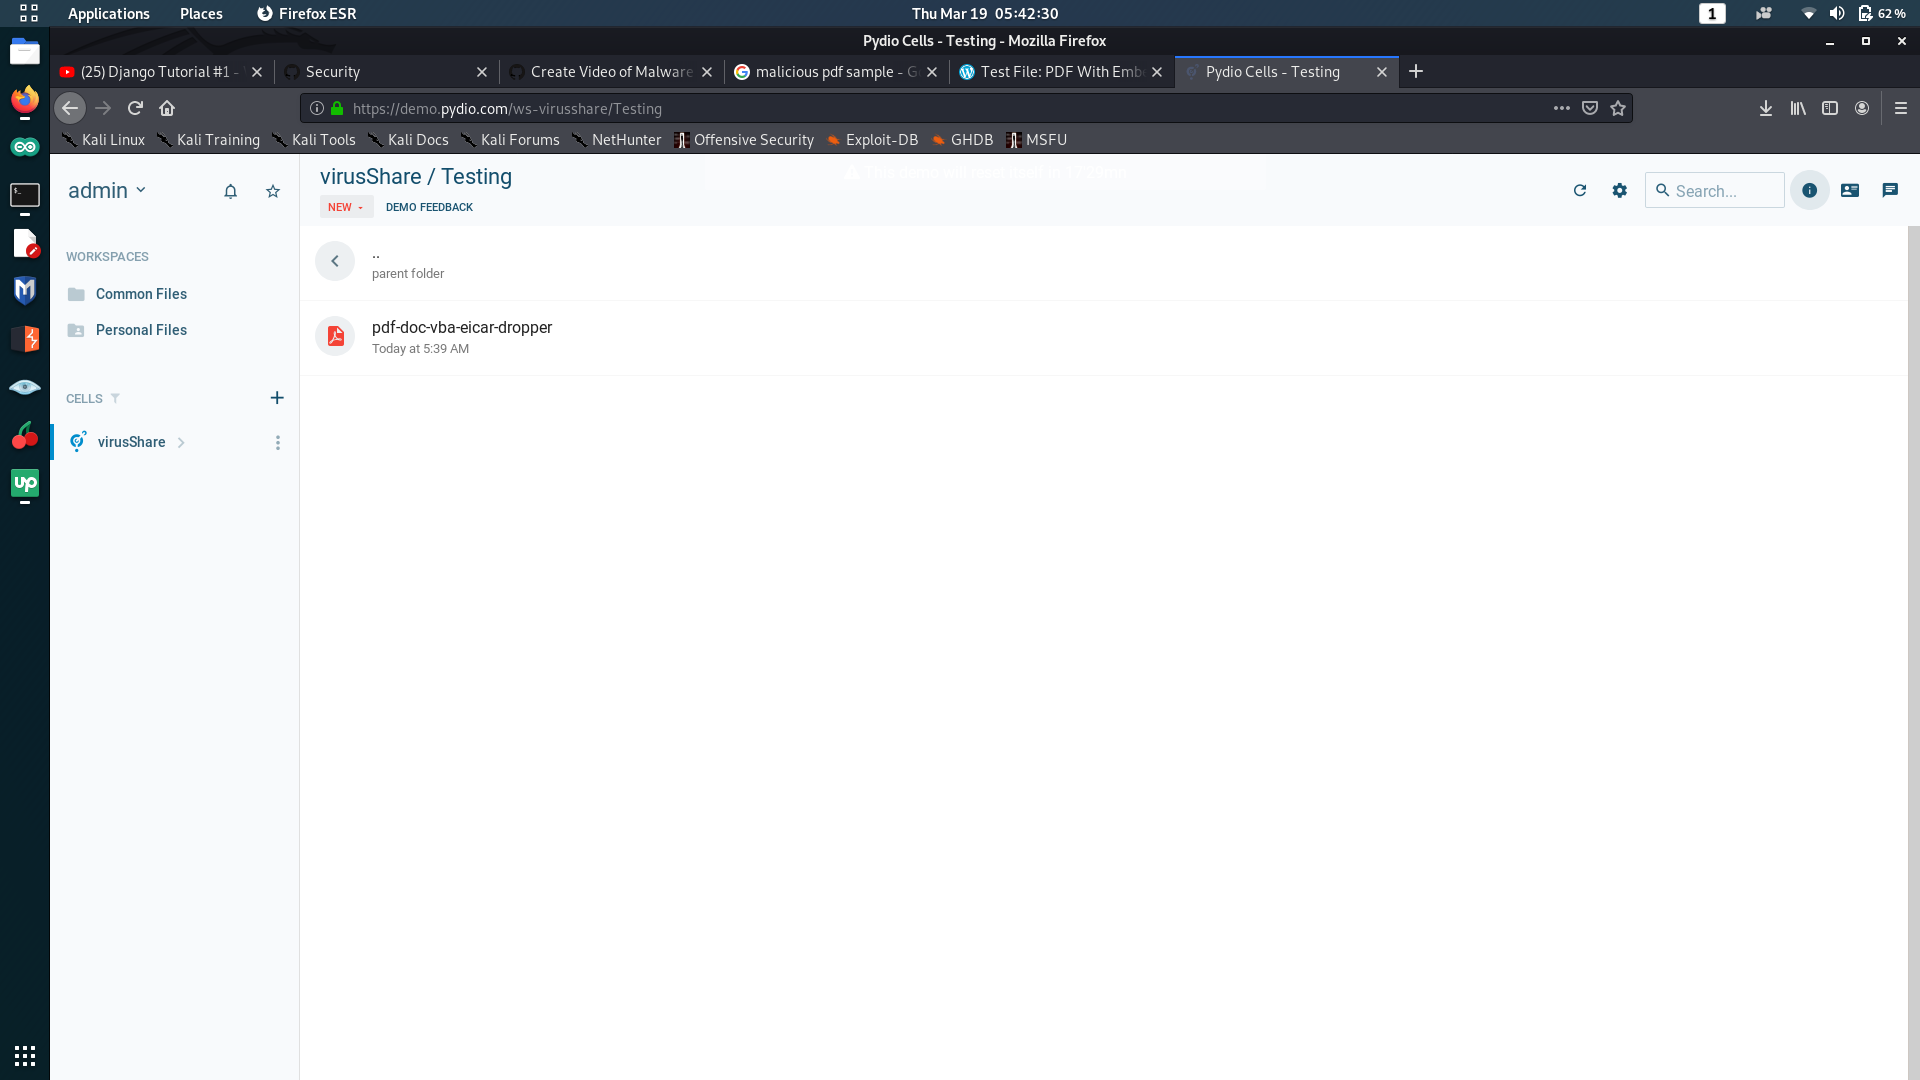 Applications Places Firefox ESR Thu Mar 19 05:42:30 1 62 %
Pydio Cells - Testing - Mozilla Firefox
(25) Django Tutorial #1 - Security Create Video of Malware malicious pdf sample - Test File: PDF With Emb Pydio Cells - Testing
https://demo.pydio.com/ws-virusshare/Testing
Kali Linux Kali Training Kali Tools Kali Docs Kali Forums NetHunter Offensive Security Exploit-DB GHDB MSFU
admin
virusShare / Testing
Search...
NEW DEMO FEEDBACK
WORKSPACES
Common Files
Personal Files
CELLS
virusShare
..
parent folder
pdf-doc-vba-eicar-dropper
Today at 5:39 AM
up